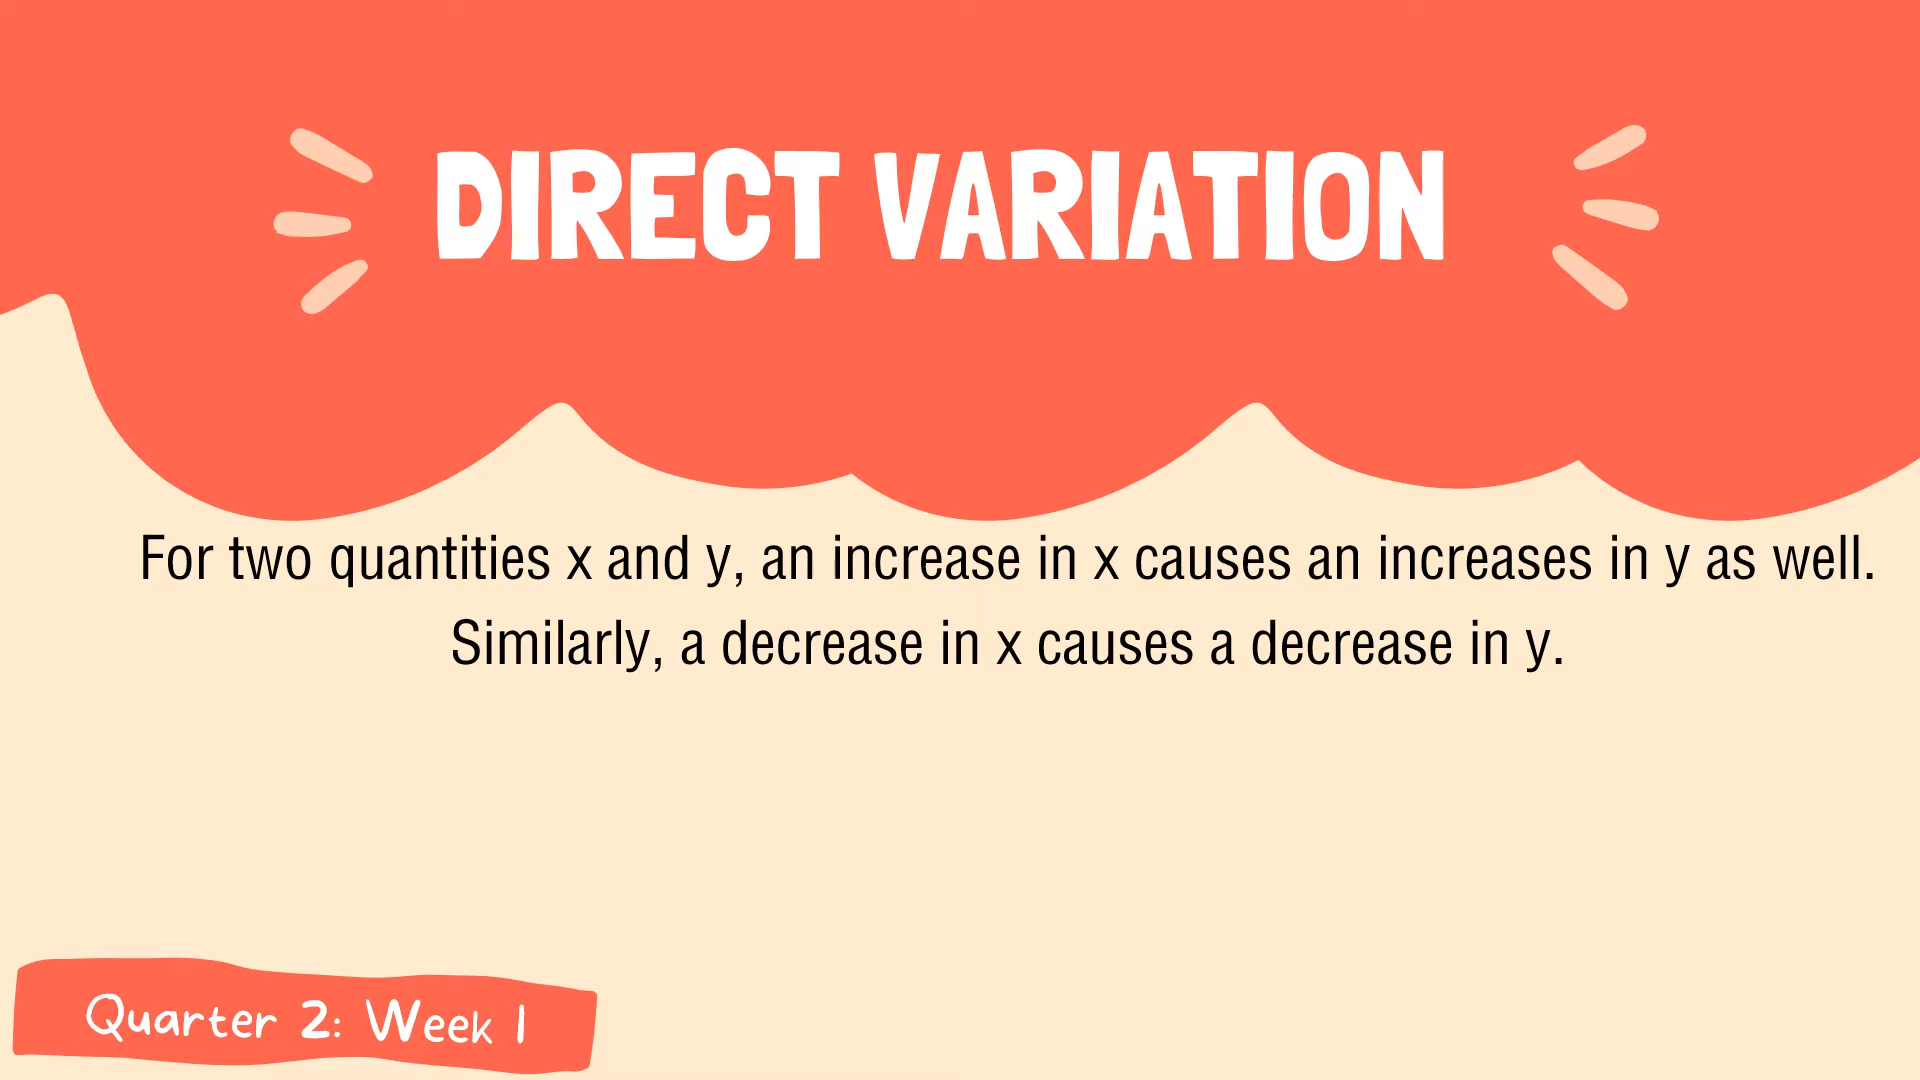 DIRECT VARIATION
For two quantities x and y, an increase in x causes an increases in y as well.
Similarly, a decrease in x causes a decrease in y.
Quarter 2: Week 1